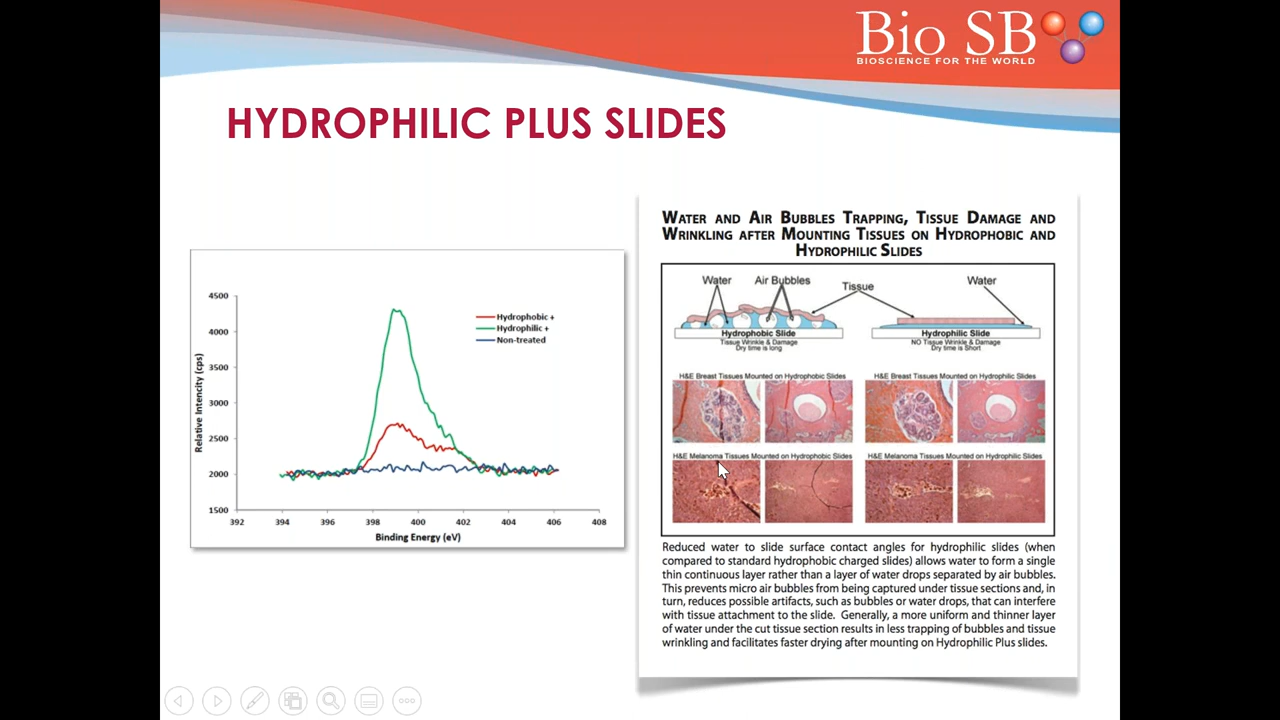 Bio SB
BIOSCIENCE FOR THE WORLD
HYDROPHILIC PLUS SLIDES
4500
4000
3500
3000
2500
2000
1500
392
394
396
398
400
402
404
406
408
Relative Intencity (cps)
Binding Energy (eV)
Hydrophobic +
Hydrophilic +
Non-treated
WATER AND AIR BUBBLES TRAPPING, TISSUE DAMAGE AND
WRINKLING AFTER MOUNTING TISSUES ON HYDROPHOBIC AND
HYDROPHILIC SLIDES
Water
Air Bubbles
Tissue
Water
Hydrophobic Slide
Tissue Wrinkle & Damage
Dry time is long
Hydrophilic Slide
NO Tissue Wrinkle & Damage
Dry time is Short
H&E Breast Tissues Mounted on Hydrophobic Slides
H&E Breast Tissues Mounted on Hydrophilic Slides
H&E Melanoma Tissues Mounted on Hydrophobic Slides
H&E Melanoma Tissues Mounted on Hydrophilic Slides
Reduced water to slide surface contact angles for hydrophilic slides (when
compared to standard hydrophobic charged slides) allows water to form a single
thin continuous layer rather than a layer of water drops separated by air bubbles.
This prevents micro air bubbles from being captured under tissue sections and, in
turn, reduces possible artifacts, such as bubbles or water drops, that can interfere
with tissue attachment to the slide. Generally, a more uniform and thinner layer
of water under the cut tissue section results in less trapping of bubbles and tissue
wrinkling and facilitates faster drying after mounting on Hydrophilic Plus slides.